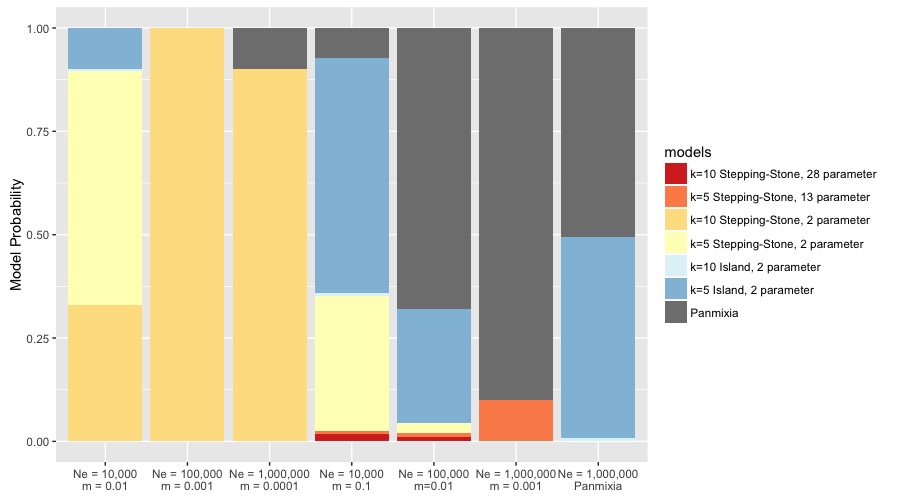 Model Probability
1.00
0.75
0.50
0.25
0.00
Ne = 10,000
m = 0.01
Ne = 100,000
m = 0.001
Ne = 1,000,000
m = 0.0001
Ne = 10,000
m = 0.1
Ne = 100,000
m=0.01
Ne = 1,000,000
m = 0.001
Ne = 1,000,000
Panmixia
models
k=10 Stepping-Stone, 28 parameter
k=5 Stepping-Stone, 13 parameter
k=10 Stepping-Stone, 2 parameter
k=5 Stepping-Stone, 2 parameter
k=10 Island, 2 parameter
k=5 Island, 2 parameter
Panmixia